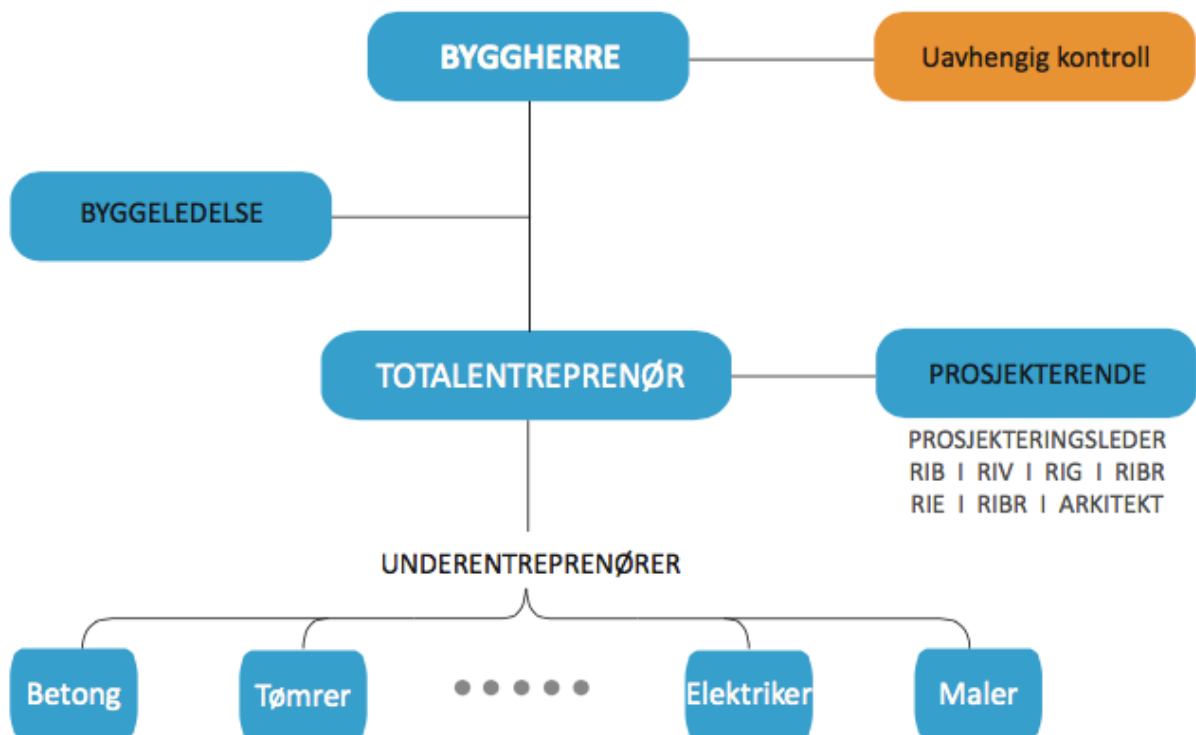 BYGGHERRE
Uavhengig kontroll
BYGGELEDELSE
TOTALENTREPRENØR
PROSJEKTERENDE
PROSJEKTERINGSLEDER
RIB I RIV I RIG I RIBR
RIE I RIBR I ARKITEKT
UNDERENTREPRENØRER
Betong
Tømrer
Elektriker
Maler